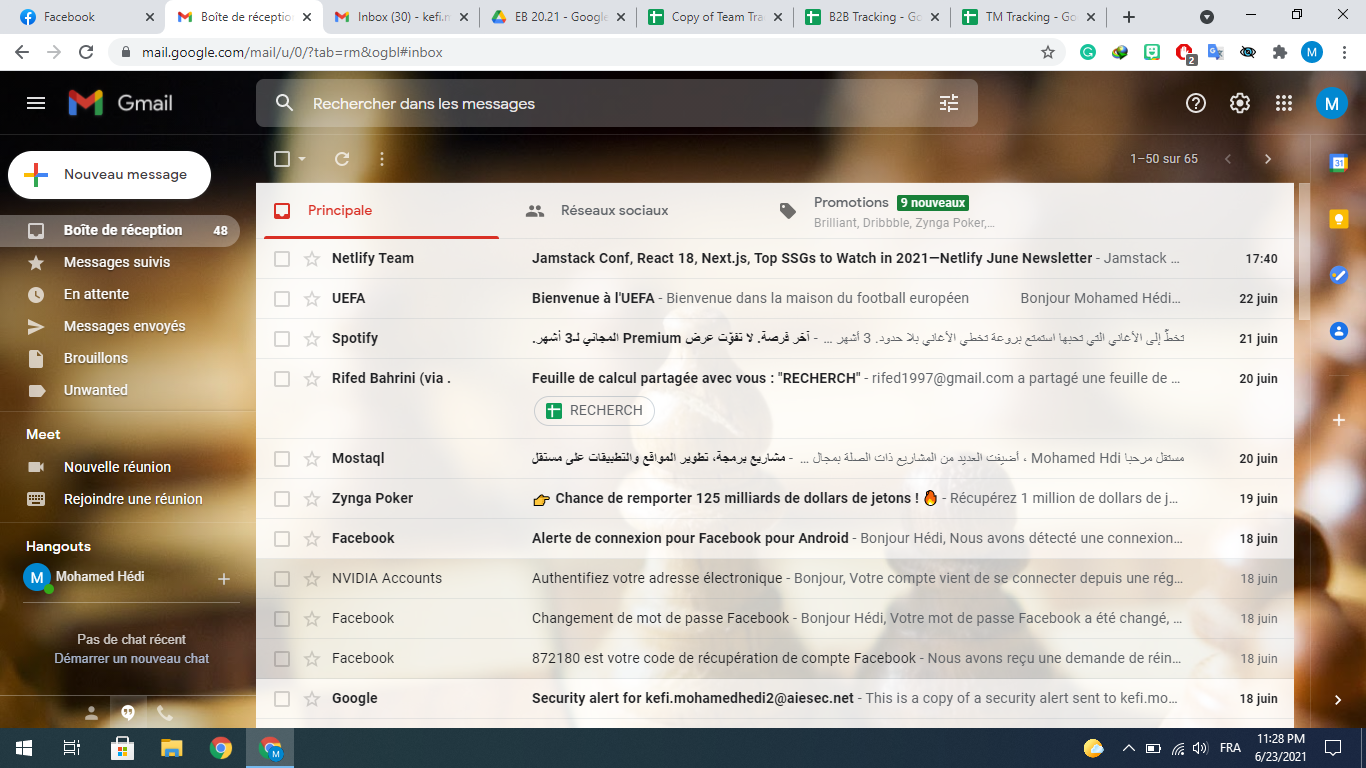 Facebook
Boîte de réceptio
Inbox (30) - kefi.m
EB 20.21 - Google
Copy of Team Tra
B2B Tracking - Go
TM Tracking - Go
mail.google.com/mail/u/0/?tab=rm&ogbl#inbox
2
M
Gmail
Rechercher dans les messages
M
Nouveau message
1–50 sur 65
31
Boîte de réception 48
Messages suivis
En attente
Messages envoyés
Brouillons
Unwanted
Meet
Nouvelle réunion
Rejoindre une réunion
Hangouts
M Mohamed Hédi
Pas de chat récent
Démarrer un nouveau chat
Principale
Réseaux sociaux
Promotions 9 nouveaux
Brilliant, Dribbble, Zynga Poker,...
Netlify Team Jamstack Conf, React 18, Next.js, Top SSGs to Watch in 2021—Netlify June Newsletter - Jamstack ... 17:40
UEFA Bienvenue à l'UEFA - Bienvenue dans la maison du football européen Bonjour Mohamed Hédi... 22 juin
Spotify آخر فرصة. لا تفوّت عرض Premium المجاني لـ3 أشهر. - تخطَّ إلى الأغاني التي تحبها استمتع بروعة تخطي الأغاني بلا حدود. 3 أشهر ... 21 juin
Rifed Bahrini (via . Feuille de calcul partagée avec vous : "RECHERCH" - rifed1997@gmail.com a partagé une feuille de ... 20 juin
RECHERCH
Mostaql مشاريع برمجة، تطوير المواقع والتطبيقات على مستقل - مستقل مرحبا Mohamed Hdi ، أضيفت العديد من المشاريع ذات الصلة بمجال ... 20 juin
Zynga Poker 👉 Chance de remporter 125 milliards de dollars de jetons ! 🔥 - Récupérez 1 million de dollars de j... 19 juin
Facebook Alerte de connexion pour Facebook pour Android - Bonjour Hédi, Nous avons détecté une connexion... 18 juin
NVIDIA Accounts Authentifiez votre adresse électronique - Bonjour, Votre compte vient de se connecter depuis une rég... 18 juin
Facebook Changement de mot de passe Facebook - Bonjour Hédi, Votre mot de passe Facebook a été changé, ... 18 juin
Facebook 872180 est votre code de récupération de compte Facebook - Nous avons reçu une demande de réin... 18 juin
Google Security alert for kefi.mohamedhedi2@aiesec.net - This is a copy of a security alert sent to kefi.mo... 18 juin
M
FRA
11:28 PM
6/23/2021